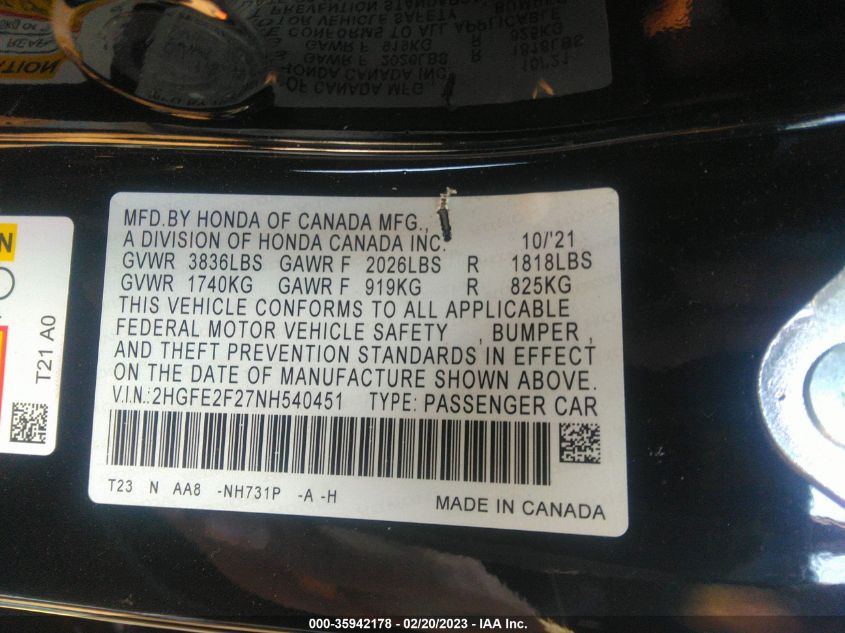 MFD.BY HONDA OF CANADA MFG.,
A DIVISION OF HONDA CANADA INC. 10/'21
GVWR 3836LBS GAWR F 2026LBS R 1818LBS
GVWR 1740KG GAWR F 919KG R 825KG
THIS VEHICLE CONFORMS TO ALL APPLICABLE
FEDERAL MOTOR VEHICLE SAFETY , BUMPER ,
AND THEFT PREVENTION STANDARDS IN EFFECT
ON THE DATE OF MANUFACTURE SHOWN ABOVE.
V.I.N.:2HGFE2F27NH540451 TYPE: PASSENGER CAR
T23 N AA8 -NH731P -A -H MADE IN CANADA
T21 A0
000-35942178 - 02/20/2023 - IAA Inc.